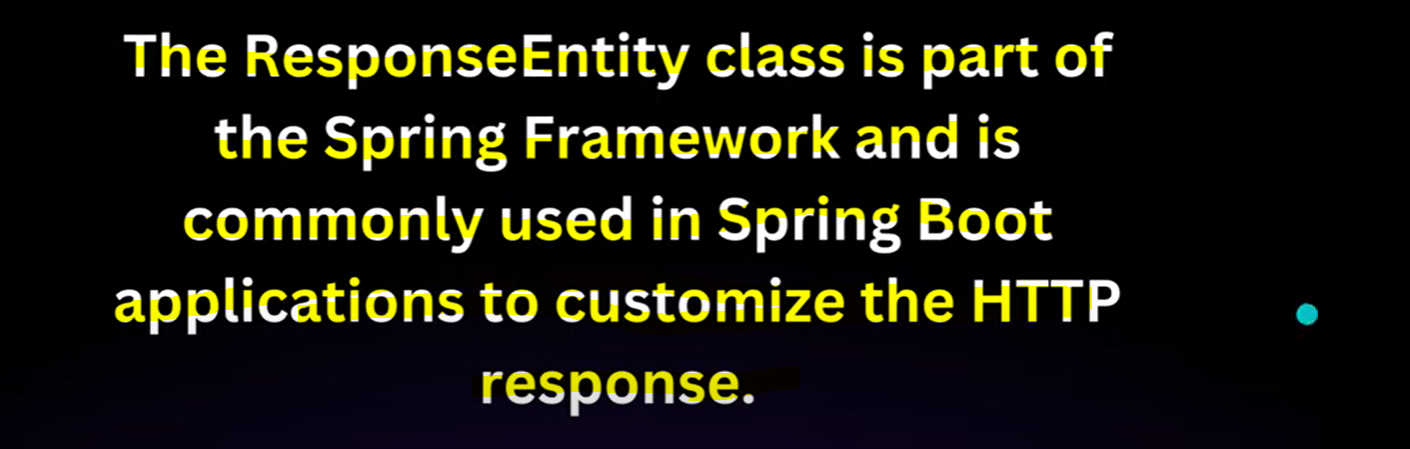 The ResponseEntity class is part of
the Spring Framework and is
commonly used in Spring Boot
applications to customize the HTTP
response.